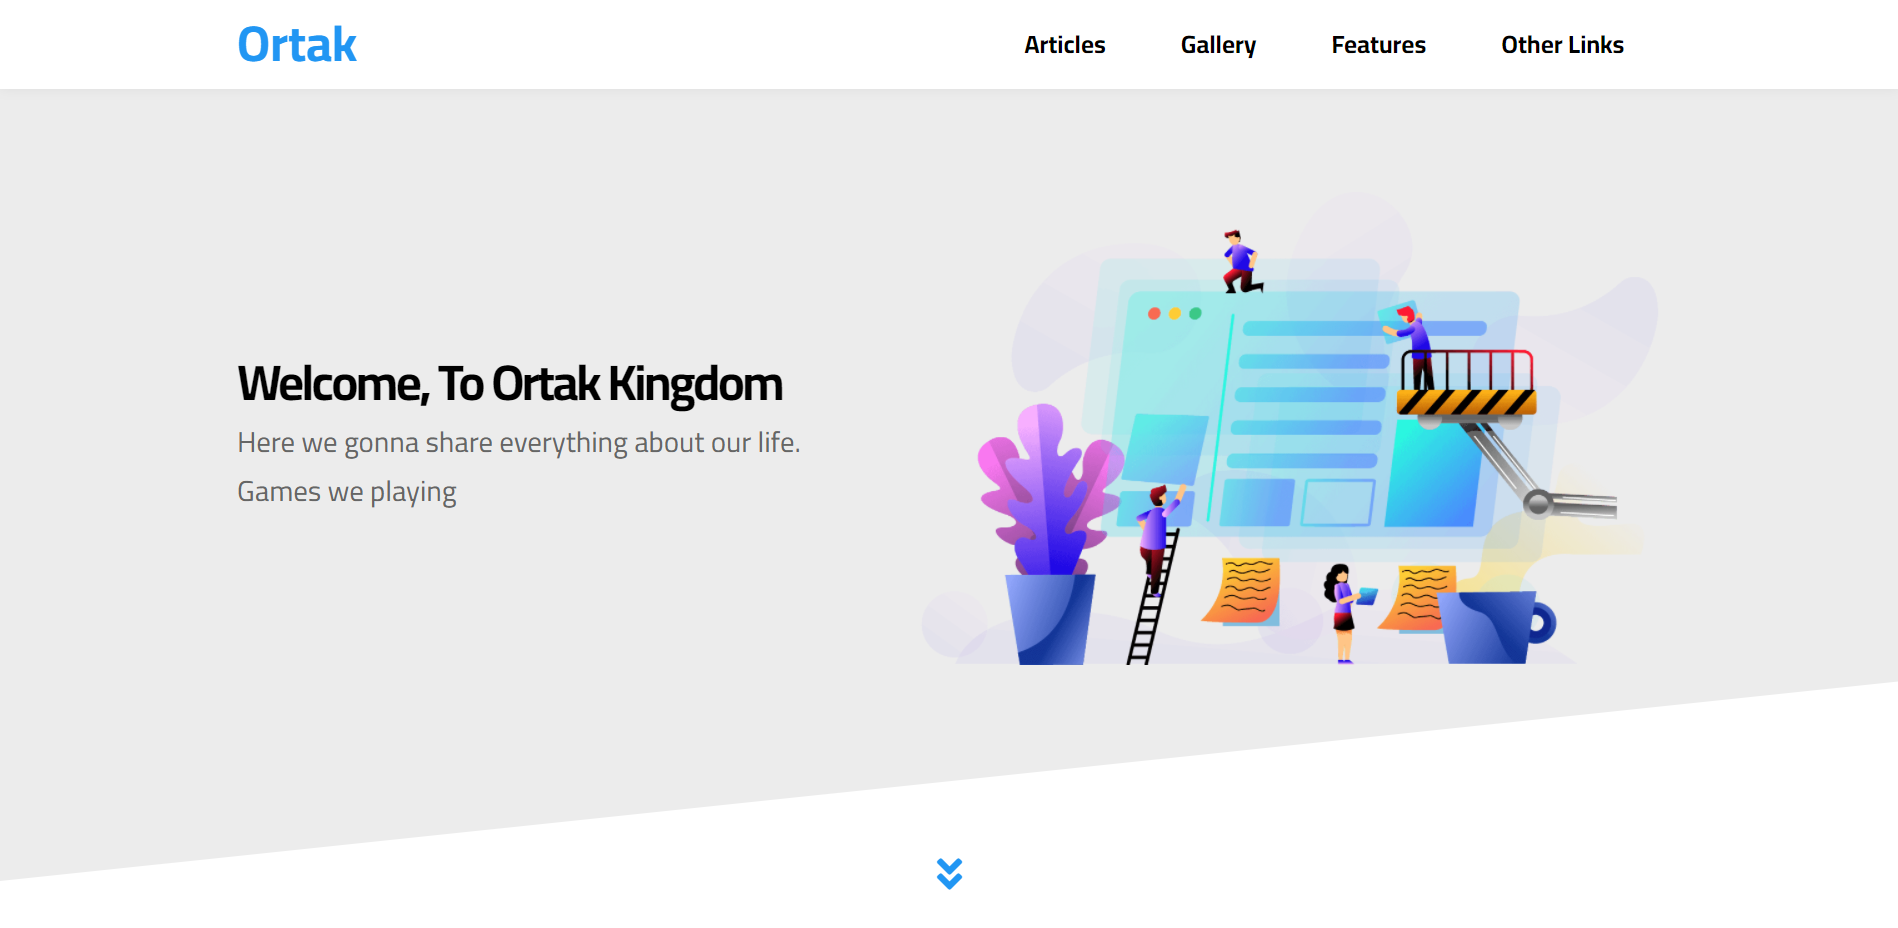 Ortak
Articles
Gallery
Features
Other Links
Welcome, To Ortak Kingdom
Here we gonna share everything about our life.
Games we playing